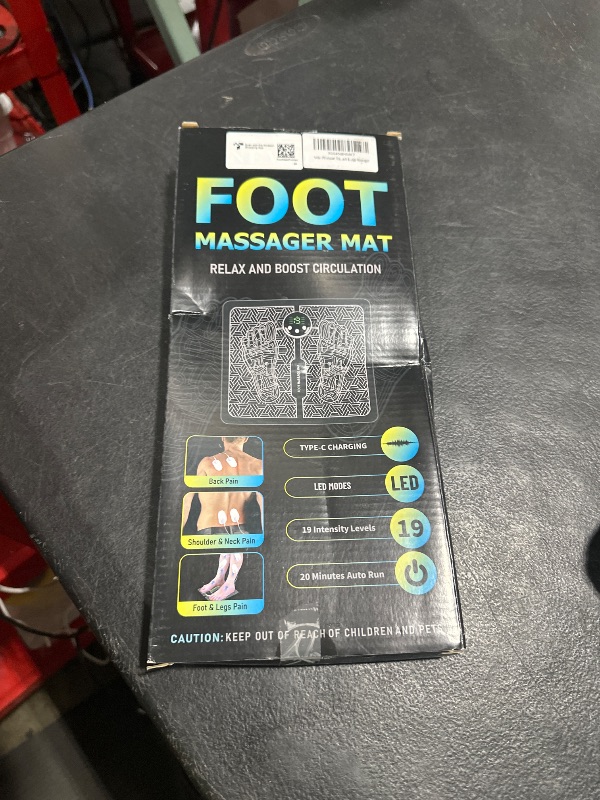 FOOT
MASSAGER MAT
RELAX AND BOOST CIRCULATION
TYPE-C CHARGING
LED MODES
LED
19 Intensity Levels
19
20 Minutes Auto Run
Back Pain
Shoulder & Neck Pain
Foot & Legs Pain
CAUTION: KEEP OUT OF REACH OF CHILDREN AND PET